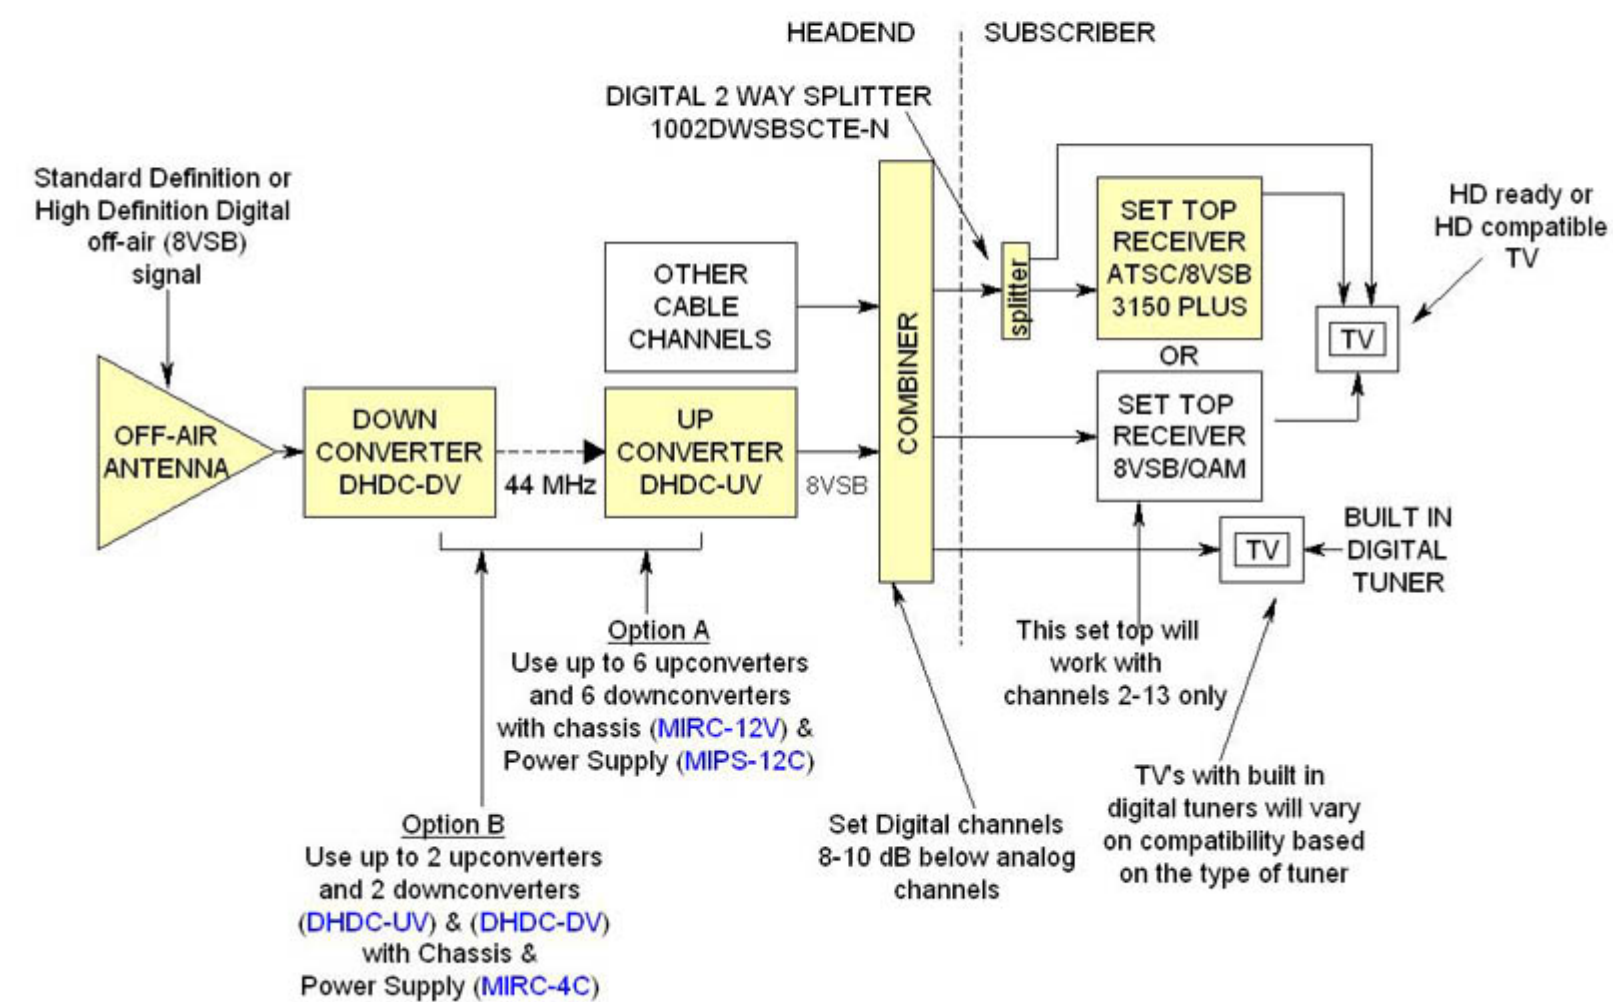 HEADEND
SUBSCRIBER
DIGITAL 2 WAY SPLITTER
1002DWSBSCTE-N
Standard Definition or
High Definition Digital
off-air (8VSB)
signal
OFF-AIR
ANTENNA
DOWN
CONVERTER
DHDC-DV
44 MHz
OTHER
CABLE
CHANNELS
UP
CONVERTER
DHDC-UV
8VSB
COMBINER
splitter
SET TOP
RECEIVER
ATSC/8VSB
3150 PLUS
OR
SET TOP
RECEIVER
8VSB/QAM
HD ready or
HD compatible
TV
TV
TV
BUILT IN
DIGITAL
TUNER
Option A
Use up to 6 upconverters
and 6 downconverters
with chassis (MIRC-12V) &
Power Supply (MIPS-12C)
Option B
Use up to 2 upconverters
and 2 downconverters
(DHDC-UV) & (DHDC-DV)
with Chassis &
Power Supply (MIRC-4C)
Set Digital channels
8-10 dB below analog
channels
This set top will
work with
channels 2-13 only
TV's with built in
digital tuners will vary
on compatibility based
on the type of tuner